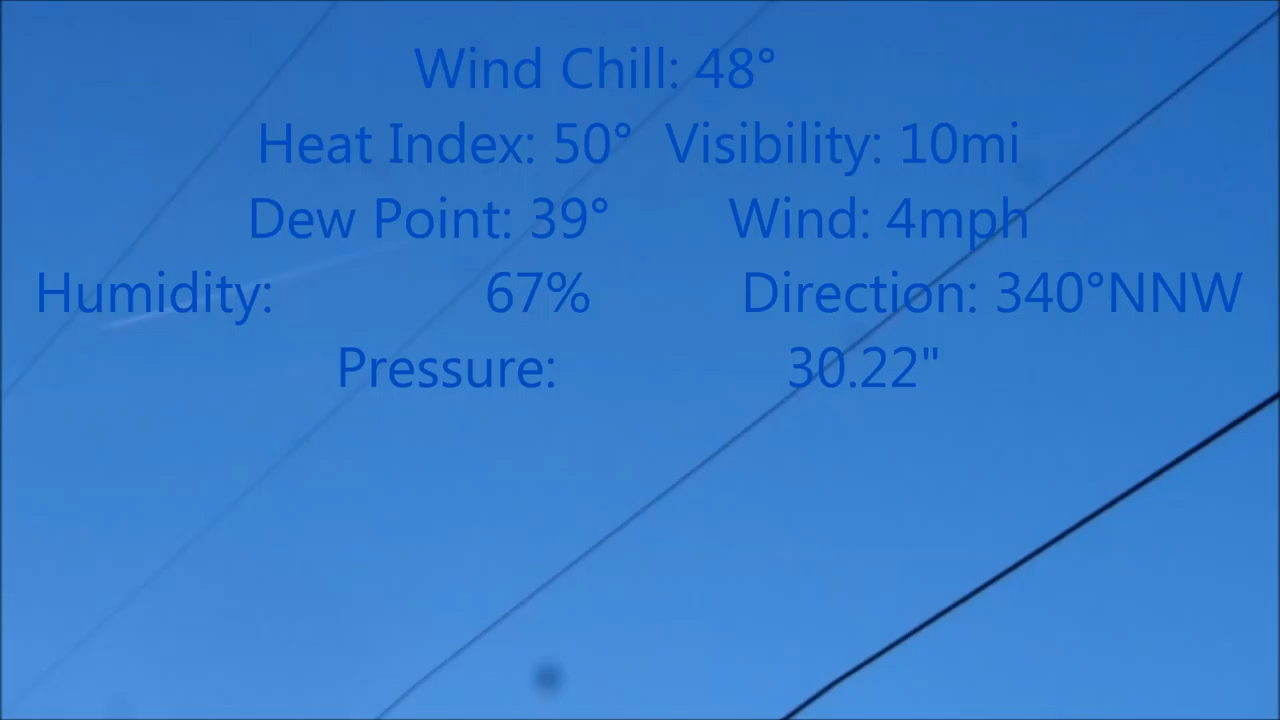 Wind Chill: 48°
Heat Index: 50° Visibility: 10mi
Dew Point: 39° Wind: 4mph
Humidity: 67% Direction: 340°NNW
Pressure: 30.22"